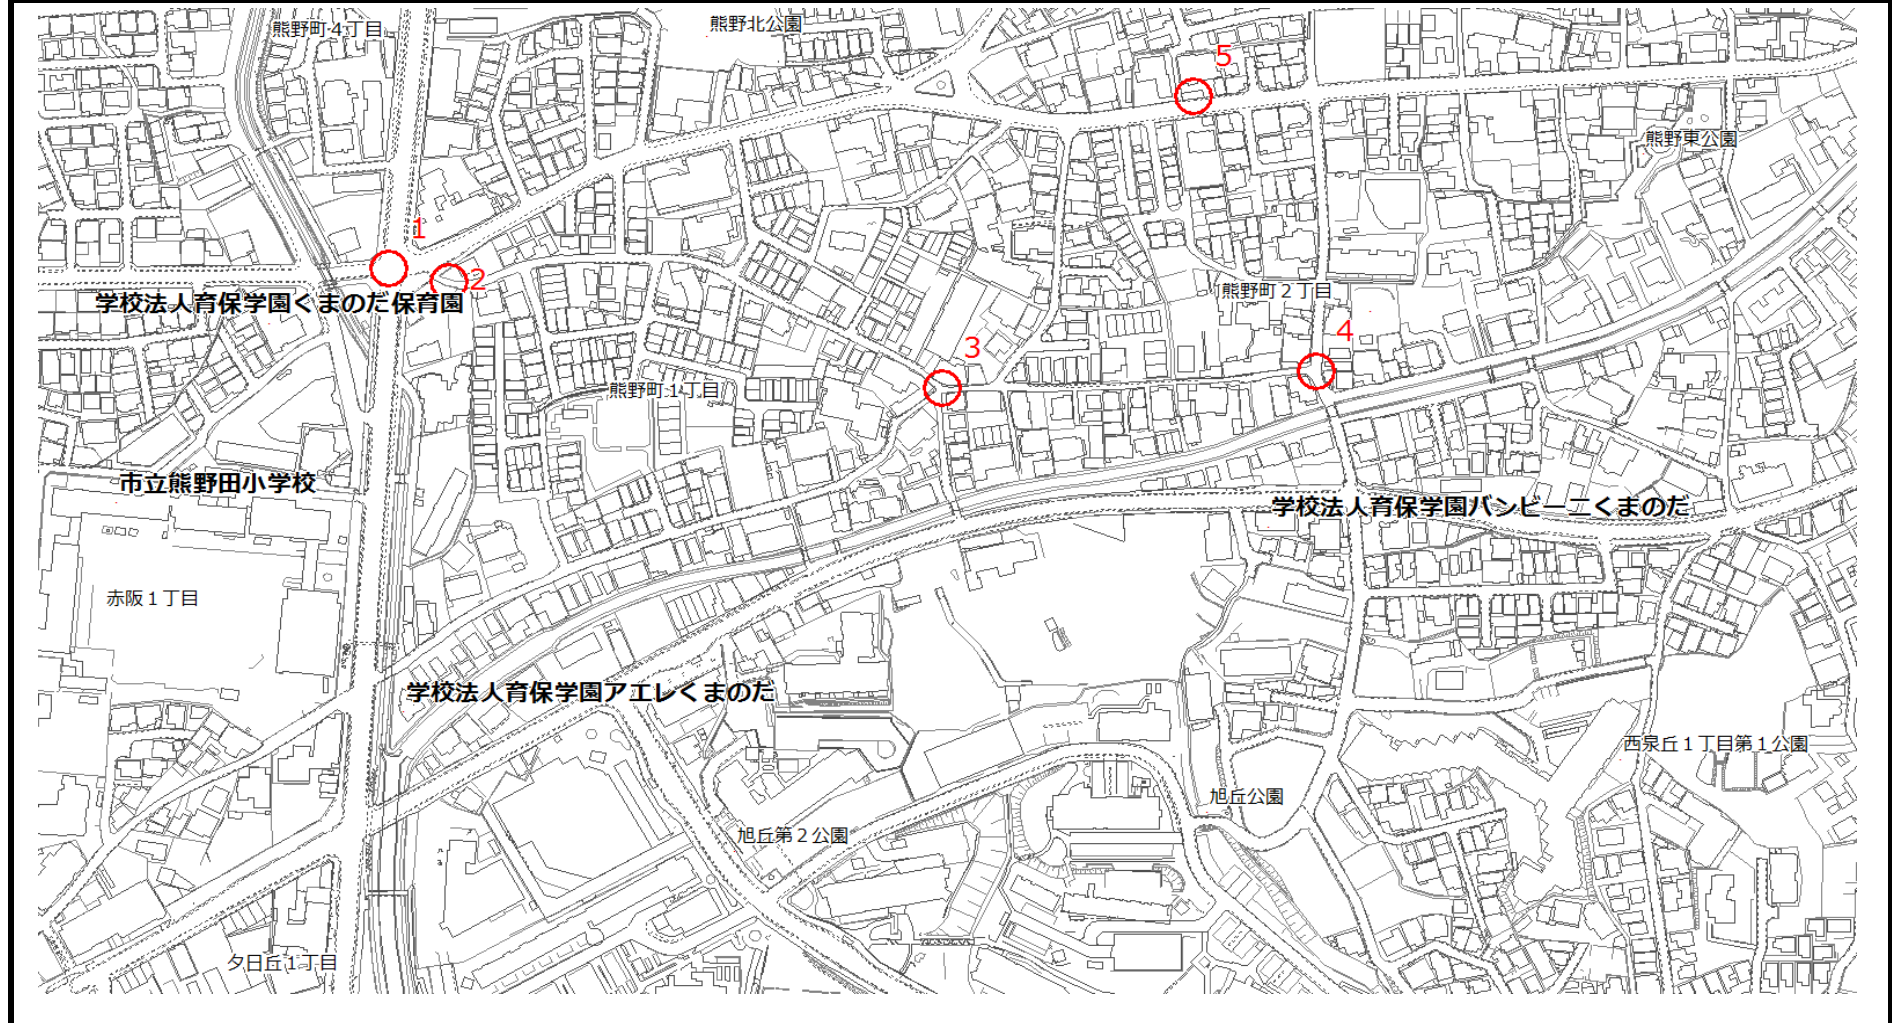 熊野町4丁目
熊野北公園
5
熊野東公園
1
2
学校法人育保学園くまのだ保育園
熊野町２丁目
4
3
熊野町１丁目
市立熊野田小学校
学校法人育保学園バンビーニくまのだ
赤阪１丁目
学校法人育保学園アエレくまのだ
西泉丘１丁目第１公園
旭丘公園
旭丘第２公園
夕日丘１丁目